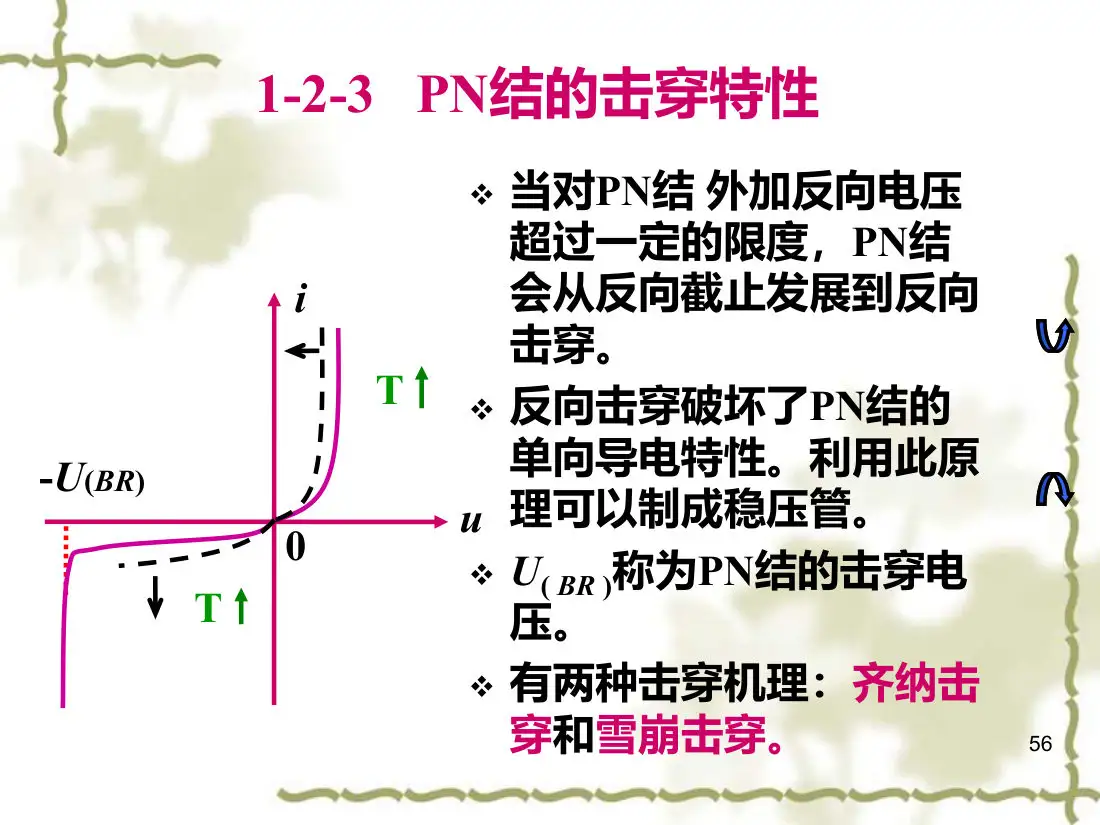 1-2-3 PN结的击穿特性
❖ 当对PN结 外加反向电压
超过一定的限度，PN结
会从反向截止发展到反向
击穿。
❖ 反向击穿破坏了PN结的
单向导电特性。利用此原
理可以制成稳压管。
❖ U( BR )称为PN结的击穿电
压。
❖ 有两种击穿机理：齐纳击
穿和雪崩击穿。
i
T↑
-U(BR)
u
0
T↑
56